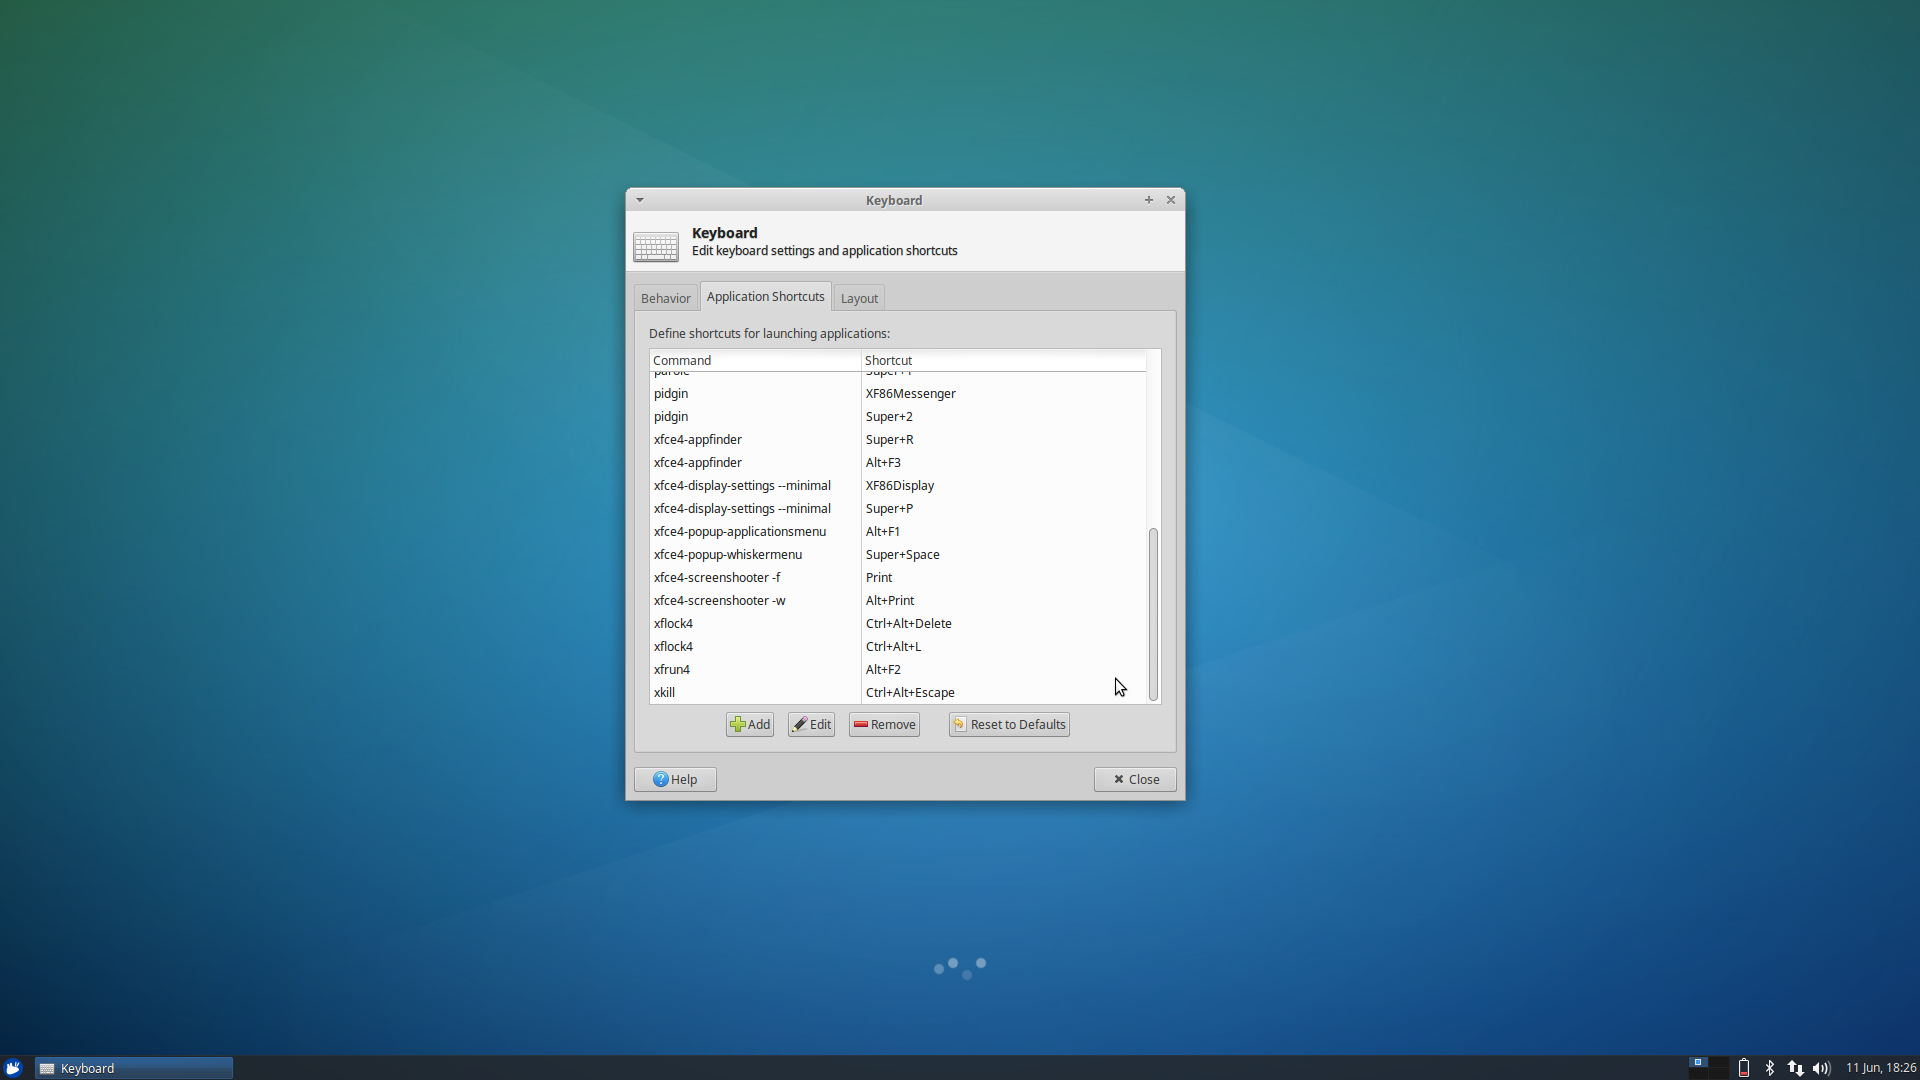 Keyboard
Keyboard
Edit keyboard settings and application shortcuts
Behavior Application Shortcuts Layout
Define shortcuts for launching applications:
Command Shortcut
pidgin XF86Messenger
pidgin Super+2
xfce4-appfinder Super+R
xfce4-appfinder Alt+F3
xfce4-display-settings --minimal XF86Display
xfce4-display-settings --minimal Super+P
xfce4-popup-applicationsmenu Alt+F1
xfce4-popup-whiskermenu Super+Space
xfce4-screenshooter -f Print
xfce4-screenshooter -w Alt+Print
xflock4 Ctrl+Alt+Delete
xflock4 Ctrl+Alt+L
xfrun4 Alt+F2
xkill Ctrl+Alt+Escape
Add Edit Remove Reset to Defaults
Help Close
Keyboard 11 Jun, 18:26